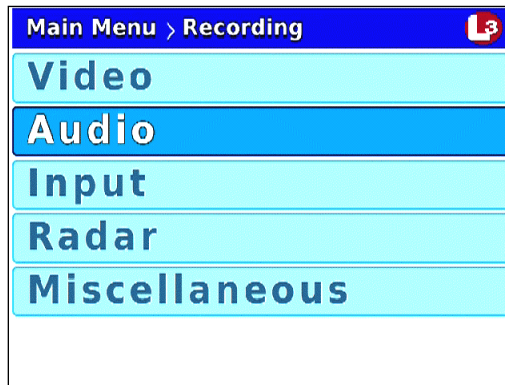 Main Menu > Recording L3
Video
Audio
Input
Radar
Miscellaneous